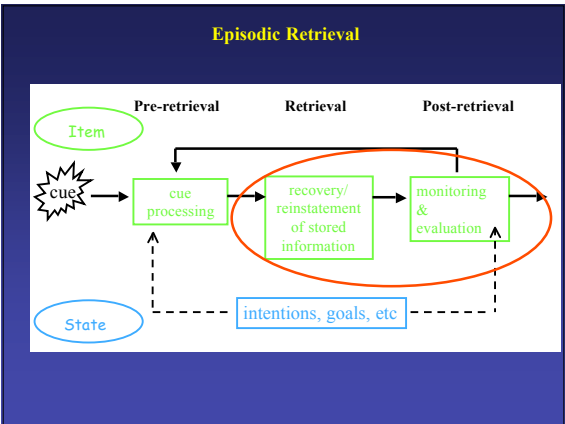 Episodic Retrieval
Pre-retrieval Retrieval Post-retrieval
Item
cue
cue
processing
recovery/
reinstatement
of stored
information
monitoring
&
evaluation
intentions, goals, etc
State